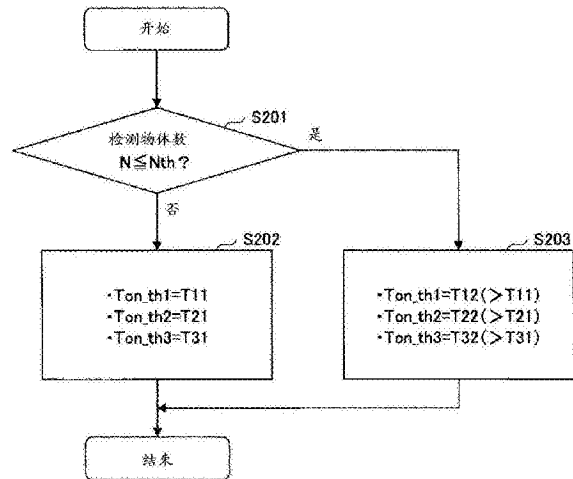 开始
S201
检测物体数
N≦Nth?
是
否
S202
・Ton_th1=T11
・Ton_th2=T21
・Ton_th3=T31
S203
・Ton_th1=T12(>T11)
・Ton_th2=T22(>T21)
・Ton_th3=T32(>T31)
结束